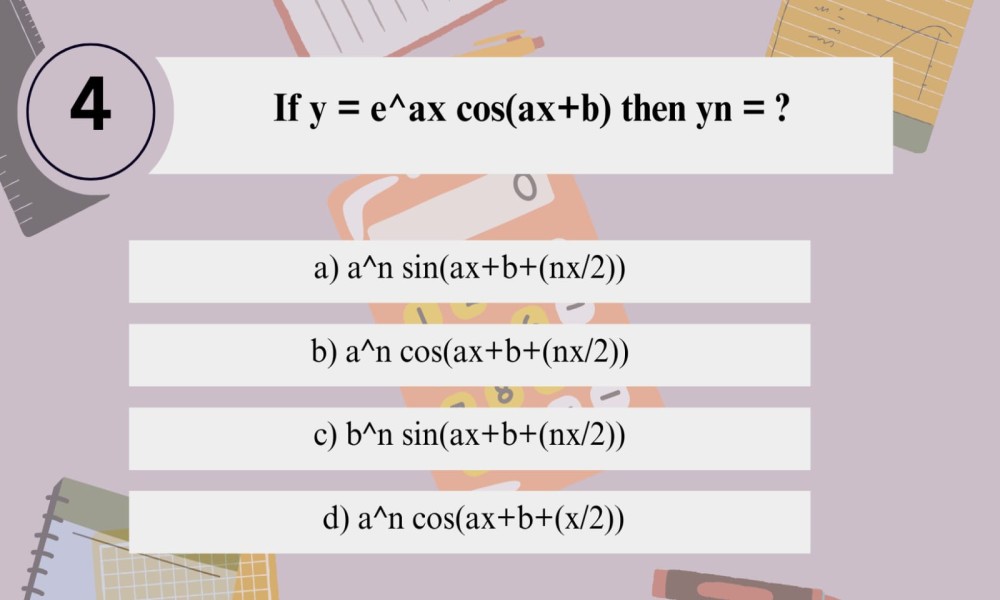 4
If y = e^ax cos(ax+b) then yn = ?
0
a) a^n sin(ax+b+(nx/2))
b) a^n cos(ax+b+(nx/2))
c) b^n sin(ax+b+(nx/2))
d) a^n cos(ax+b+(x/2))